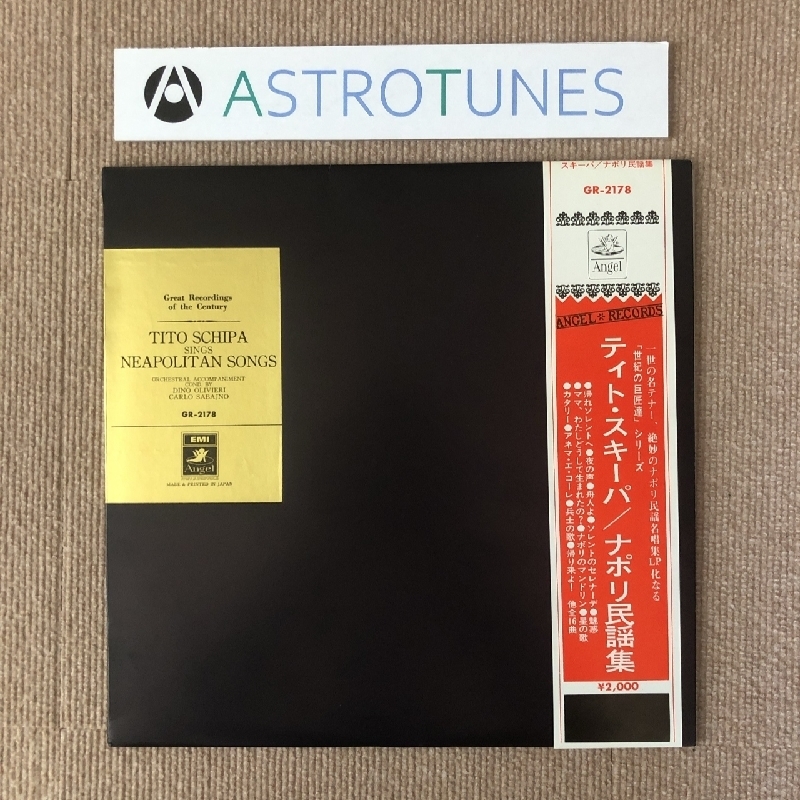 ASTROTUNES
Great Recordings
of the Century
TITO SCHIPA
SINGS
NEAPOLITAN SONGS
ORCHESTRAL ACCOMPANIMENT
COND. BY
DINO OLIVIERI
CARLO SABAJNO
GR-2178
EMI
Angel
MADE & PRINTED IN JAPAN
スキーパ/ナポリ民謡集
GR-2178
Angel
ANGEL RECORDS
一世の名テナー、絶妙のナポリ民謡名唱集LP化なる
「世紀の巨匠達」シリーズ
ティト・スキーパ/ナポリ民謡集
●帰れソレントへ●夜の声●舟人よ●ソレントのセレナーデ●魅惑
●ママ、わたしどうして生まれたの?●ナポリのマンドリン●星の歌
●カタリー●アネマ・エ・コーレ●兵士の歌●帰り来よ! 他全16曲
¥2,000